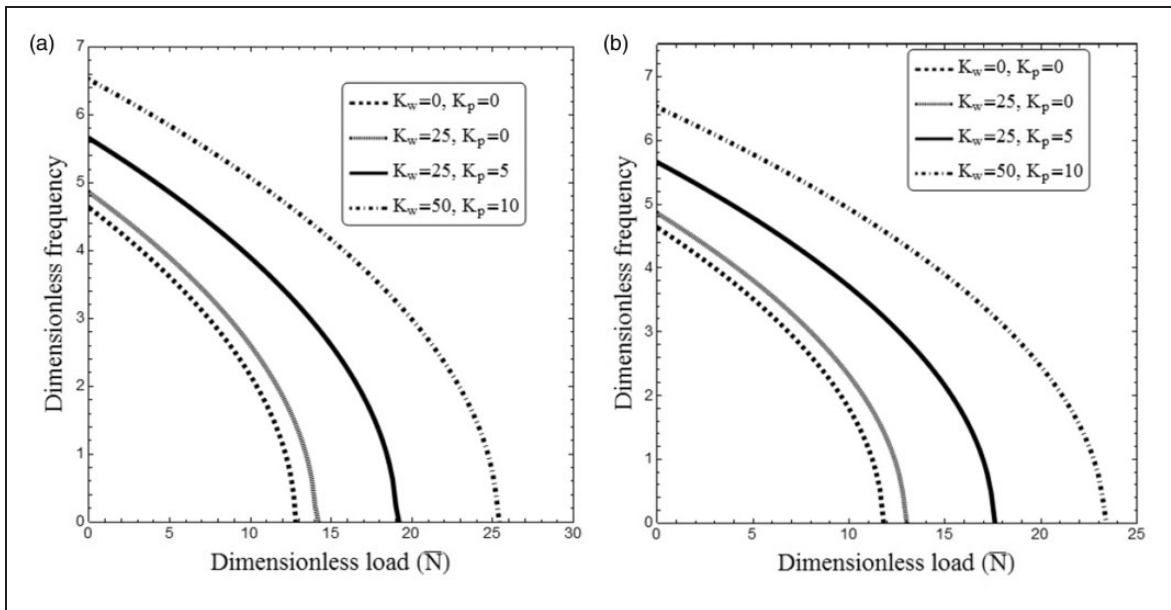 (a)
7
6
5
4
3
2
1
0
Dimensionless frequency
K_w=0, K_p=0
K_w=25, K_p=0
K_w=25, K_p=5
K_w=50, K_p=10
0 5 10 15 20 25 30
Dimensionless load (N̅)
(b)
7
6
5
4
3
2
1
0
Dimensionless frequency
K_w=0, K_p=0
K_w=25, K_p=0
K_w=25, K_p=5
K_w=50, K_p=10
0 5 10 15 20 25
Dimensionless load (N̅)